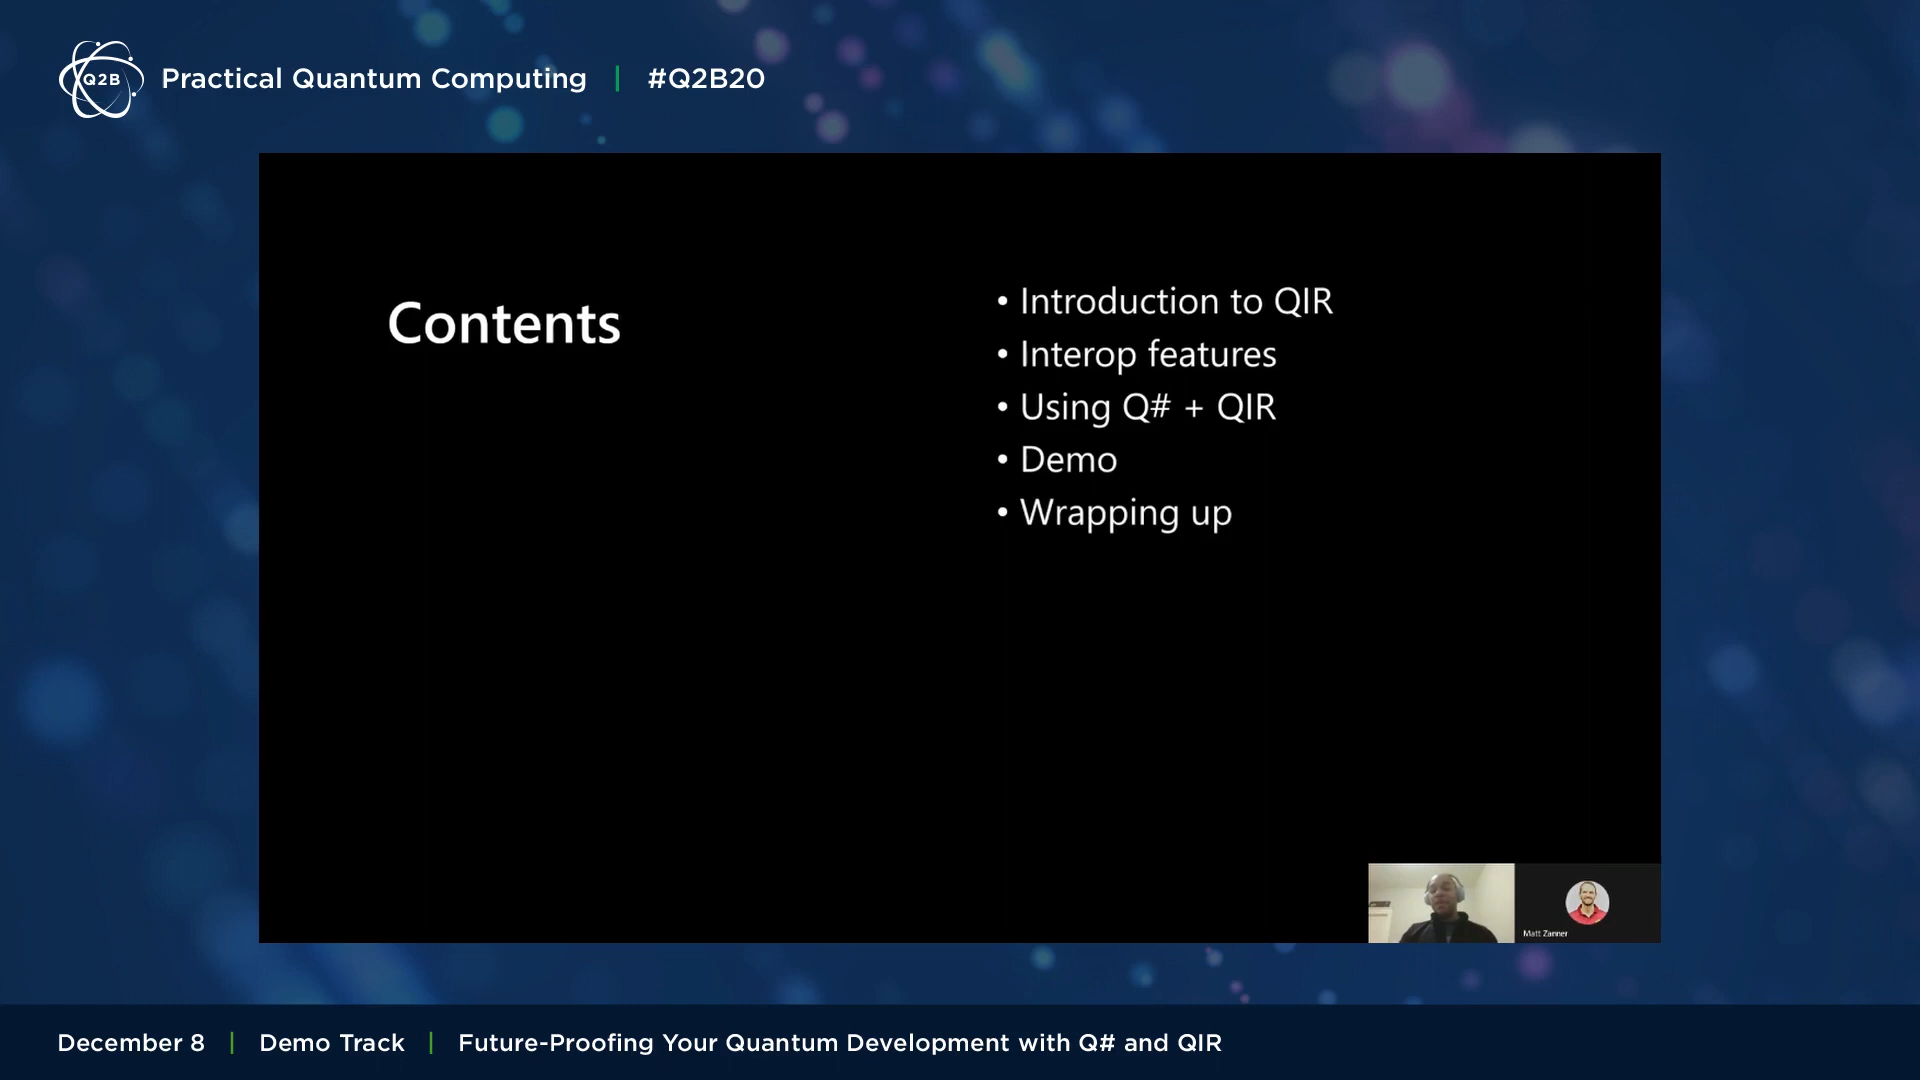 Q2B
Practical Quantum Computing | #Q2B20
Contents
• Introduction to QIR
• Interop features
• Using Q# + QIR
• Demo
• Wrapping up
Matt Zanner
December 8 | Demo Track | Future-Proofing Your Quantum Development with Q# and QIR